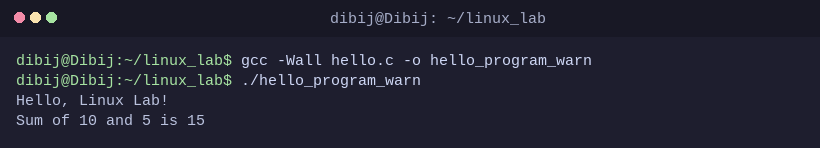 dibij@Dibij: ~/linux_lab
dibij@Dibij:~/linux_lab$ gcc -Wall hello.c -o hello_program_warn
dibij@Dibij:~/linux_lab$ ./hello_program_warn
Hello, Linux Lab!
Sum of 10 and 5 is 15